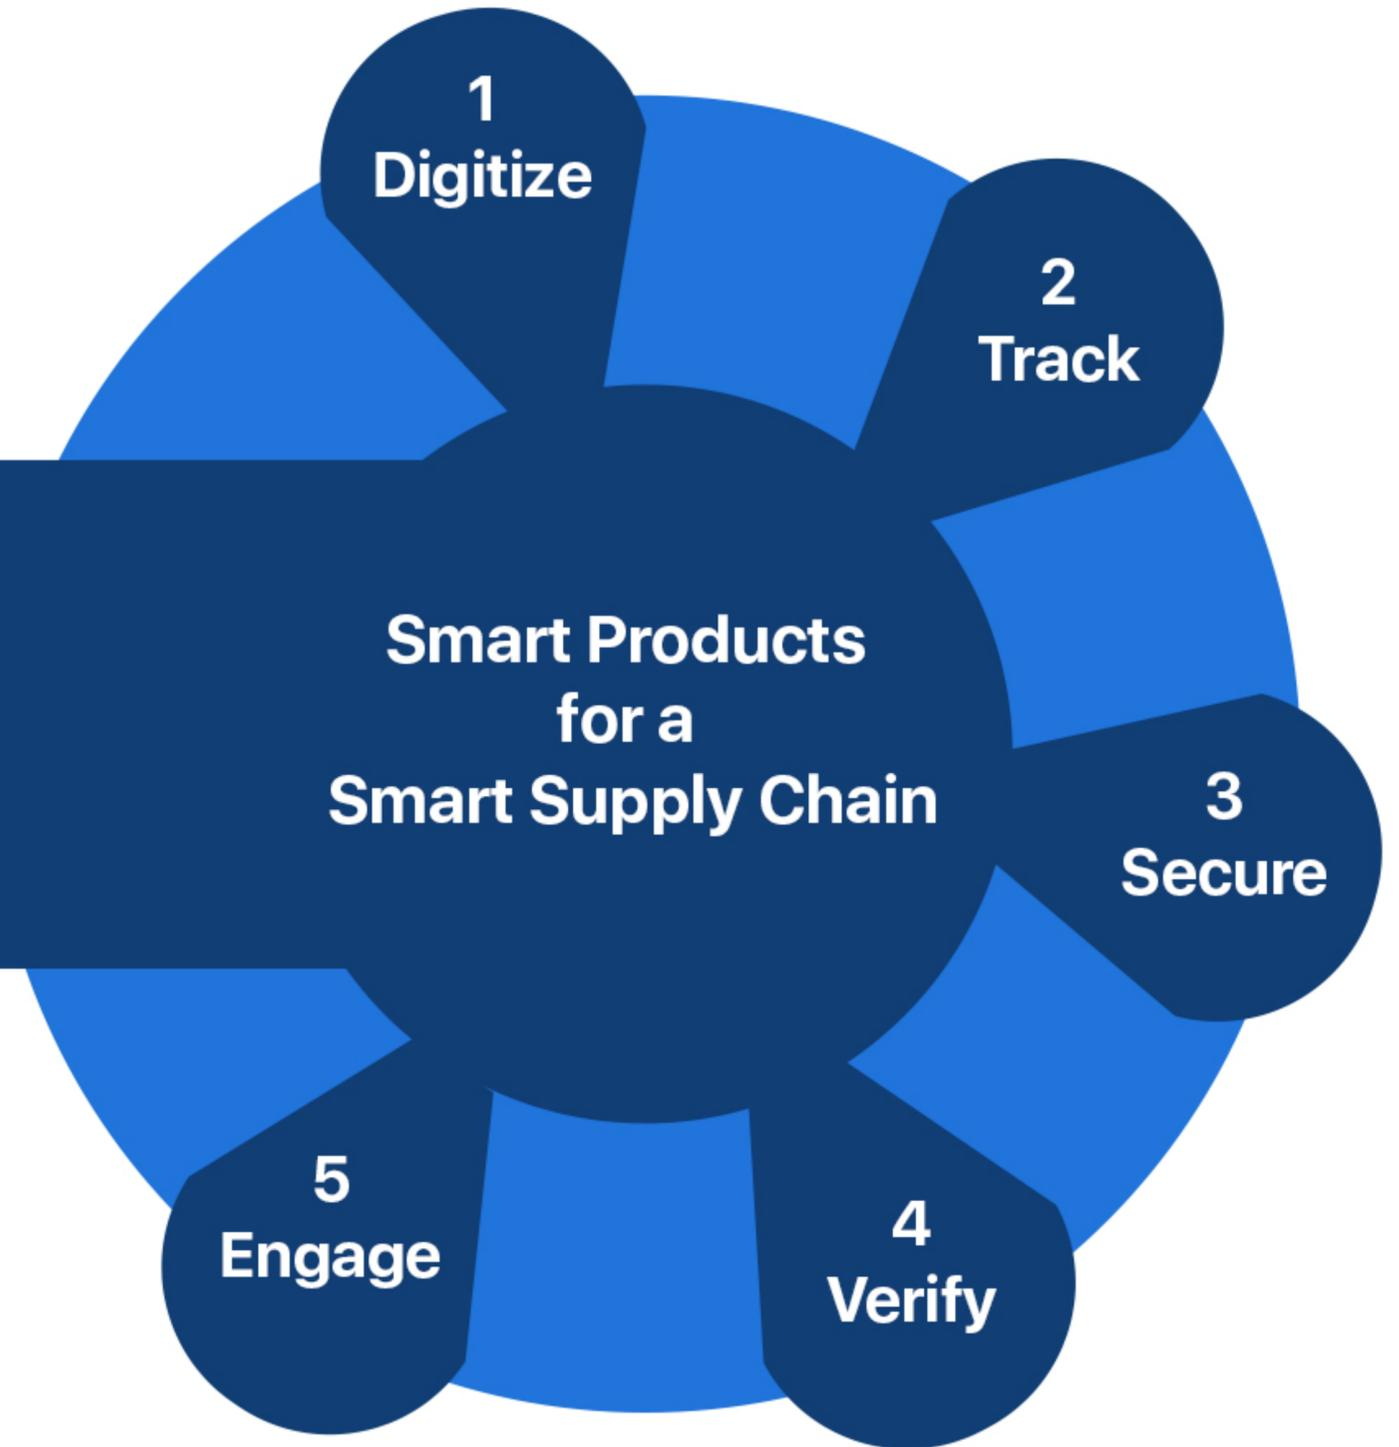 1
Digitize
2
Track
Smart Products
for a
Smart Supply Chain
3
Secure
4
Verify
5
Engage